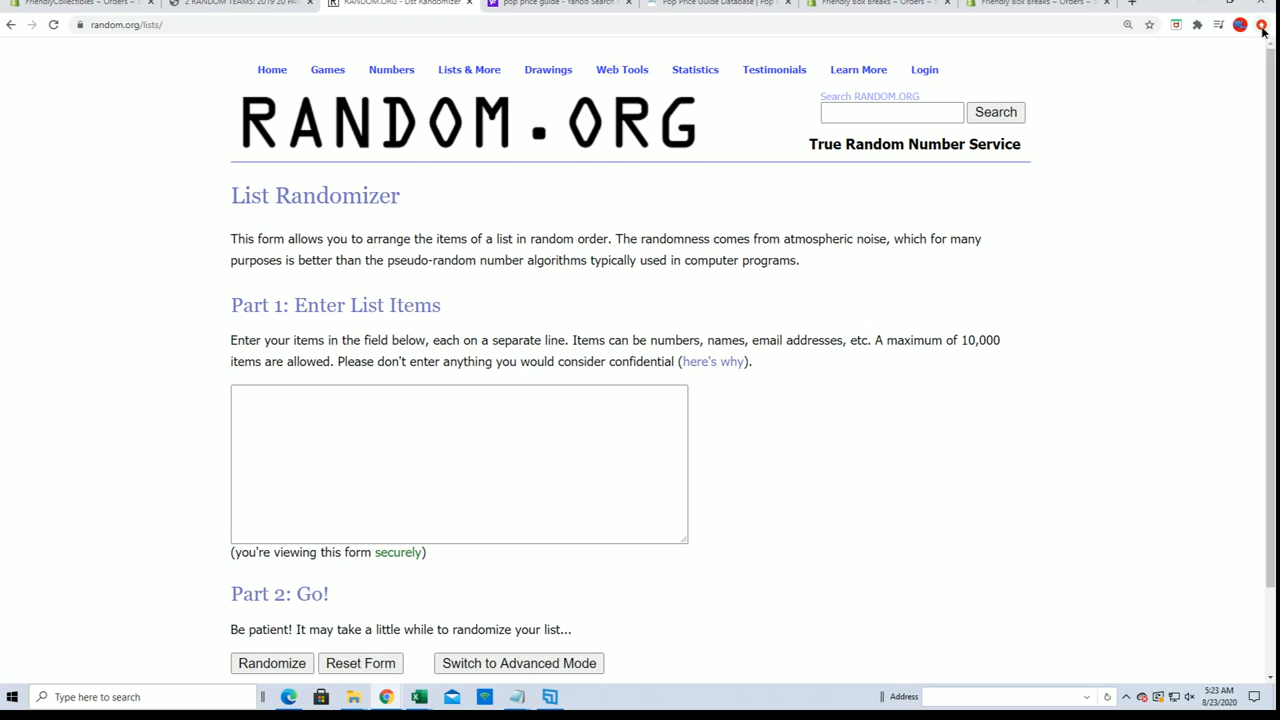 FriendlyCollectibles ~ Orders ~ S
2 RANDOM TEAMS: 2019 20 PA
RANDOM.ORG - List Randomizer
pop price guide - Yahoo Search
Pop Price Guide Database | Pop
Friendly Box Breaks ~ Orders ~ S
Friendly Box Breaks ~ Orders ~ S
random.org/lists/
Home Games Numbers Lists & More Drawings Web Tools Statistics Testimonials Learn More Login
RANDOM.ORG
Search RANDOM.ORG
Search
True Random Number Service
List Randomizer
This form allows you to arrange the items of a list in random order. The randomness comes from atmospheric noise, which for many
purposes is better than the pseudo-random number algorithms typically used in computer programs.
Part 1: Enter List Items
Enter your items in the field below, each on a separate line. Items can be numbers, names, email addresses, etc. A maximum of 10,000
items are allowed. Please don't enter anything you would consider confidential (here's why).
(you're viewing this form securely)
Part 2: Go!
Be patient! It may take a little while to randomize your list...
Randomize Reset Form Switch to Advanced Mode
Type here to search
Address
5:23 AM
8/23/2020